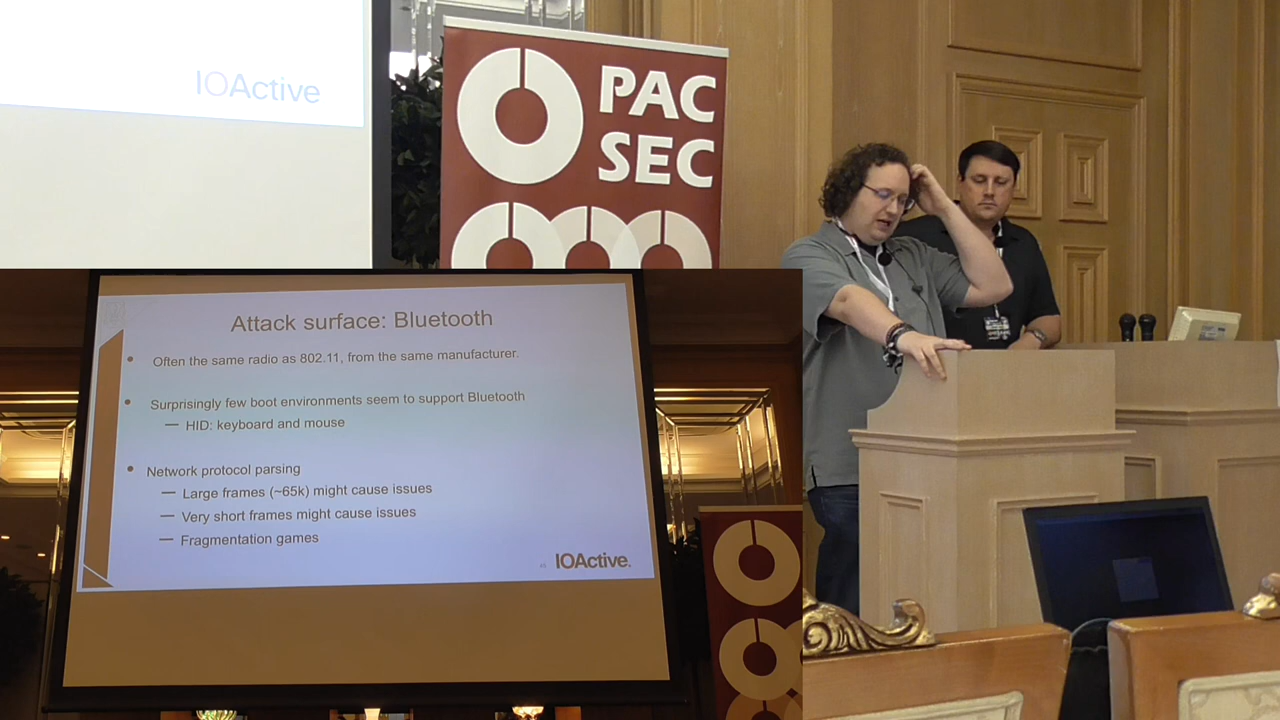 IOActive
PAC
SEC
Attack surface: Bluetooth
• Often the same radio as 802.11, from the same manufacturer.
• Surprisingly few boot environments seem to support Bluetooth
— HID: keyboard and mouse
• Network protocol parsing
— Large frames (~65k) might cause issues
— Very short frames might cause issues
— Fragmentation games
IOActive.